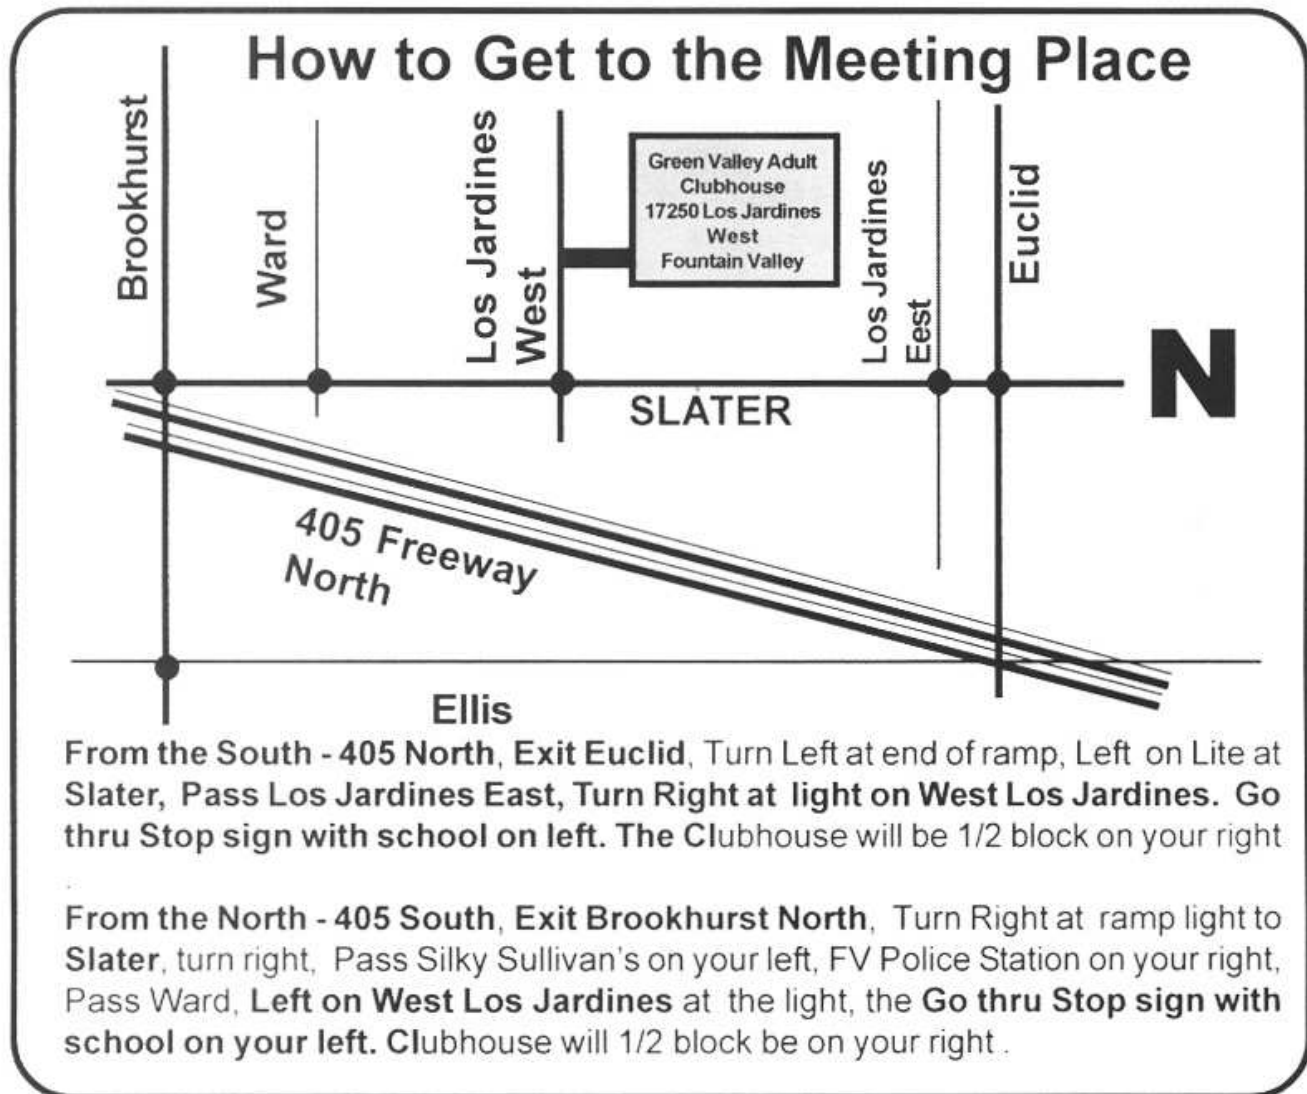 How to Get to the Meeting Place
Brookhurst
Ward
Los Jardines
West
Green Valley Adult
Clubhouse
17250 Los Jardines
West
Fountain Valley
Los Jardines
Eest
Euclid
N
SLATER
405 Freeway
North
Ellis
From the South - 405 North, Exit Euclid, Turn Left at end of ramp, Left on Lite at
Slater, Pass Los Jardines East, Turn Right at light on West Los Jardines. Go
thru Stop sign with school on left. The Clubhouse will be 1/2 block on your right
.
From the North - 405 South, Exit Brookhurst North, Turn Right at ramp light to
Slater, turn right, Pass Silky Sullivan's on your left, FV Police Station on your right,
Pass Ward, Left on West Los Jardines at the light, the Go thru Stop sign with
school on your left. Clubhouse will 1/2 block be on your right .